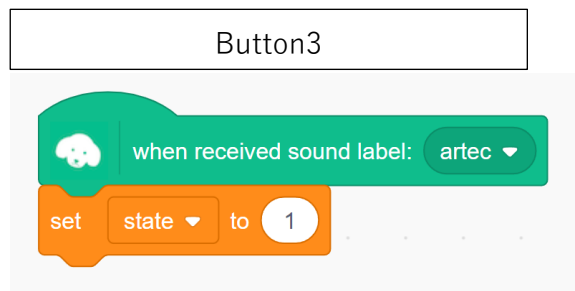 Button3
when received sound label: artec
set state to 1